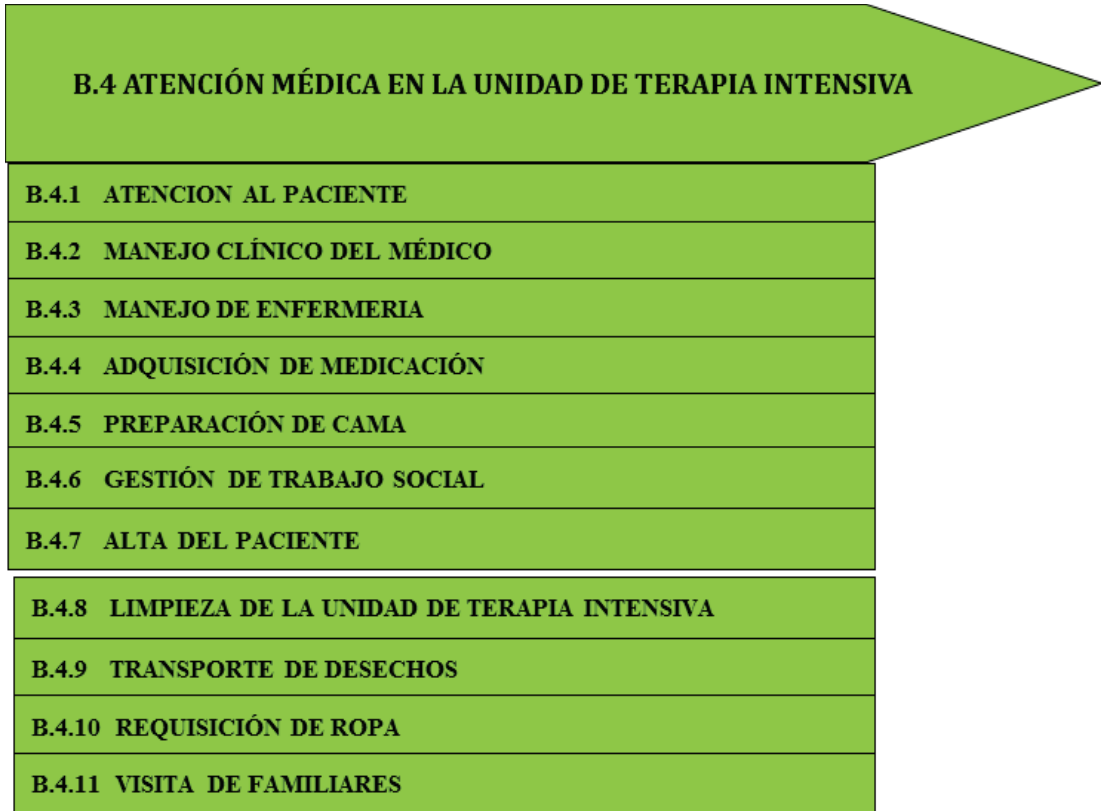 B.4 ATENCIÓN MÉDICA EN LA UNIDAD DE TERAPIA INTENSIVA
B.4.1 ATENCION AL PACIENTE
B.4.2 MANEJO CLÍNICO DEL MÉDICO
B.4.3 MANEJO DE ENFERMERIA
B.4.4 ADQUISICIÓN DE MEDICACIÓN
B.4.5 PREPARACIÓN DE CAMA
B.4.6 GESTIÓN DE TRABAJO SOCIAL
B.4.7 ALTA DEL PACIENTE
B.4.8 LIMPIEZA DE LA UNIDAD DE TERAPIA INTENSIVA
B.4.9 TRANSPORTE DE DESECHOS
B.4.10 REQUISICIÓN DE ROPA
B.4.11 VISITA DE FAMILIARES